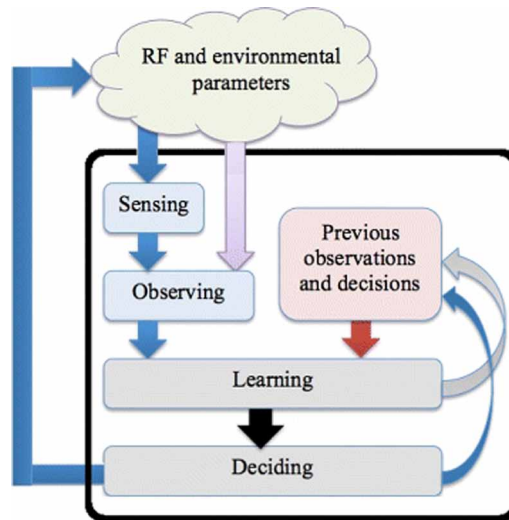 RF and environmental
parameters
Sensing
Observing
Previous
observations
and decisions
Learning
Deciding